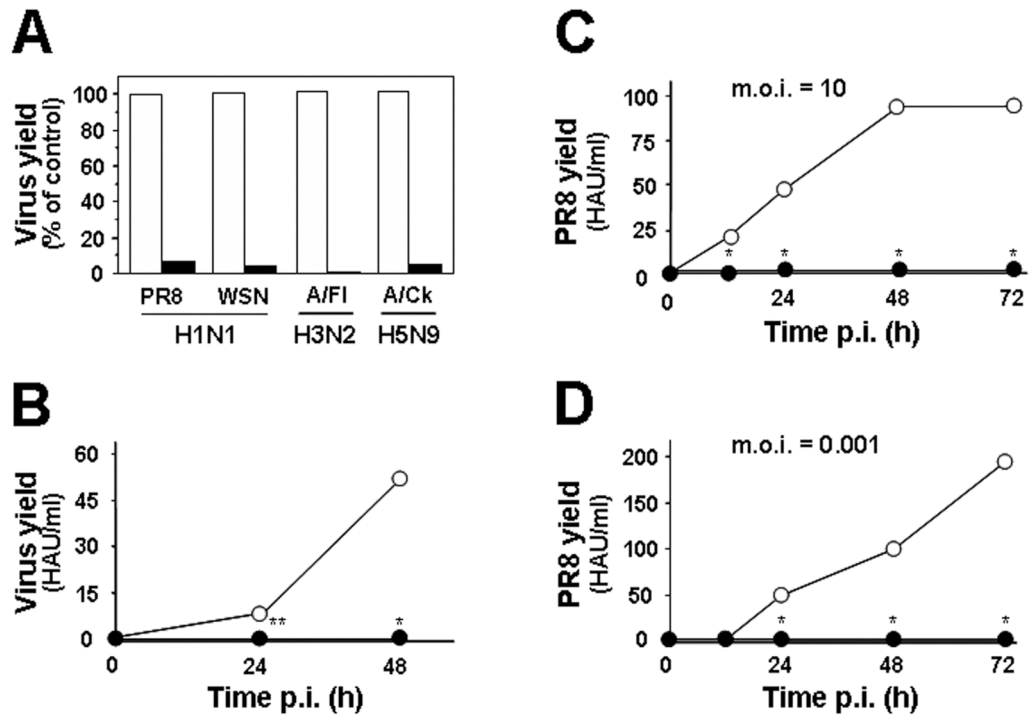 A
Virus yield
(% of control)
100
80
60
40
20
0
PR8 WSN A/Fl A/Ck
H1N1 H3N2 H5N9
B
Virus yield
(HAU/ml)
60
45
30
15
0
** *
0 24 48
Time p.i. (h)
C
m.o.i. = 10
PR8 yield
(HAU/ml)
100
75
50
25
0
* * * *
0 24 48 72
Time p.i. (h)
D
m.o.i. = 0.001
PR8 yield
(HAU/ml)
200
150
100
50
0
* * *
0 24 48 72
Time p.i. (h)